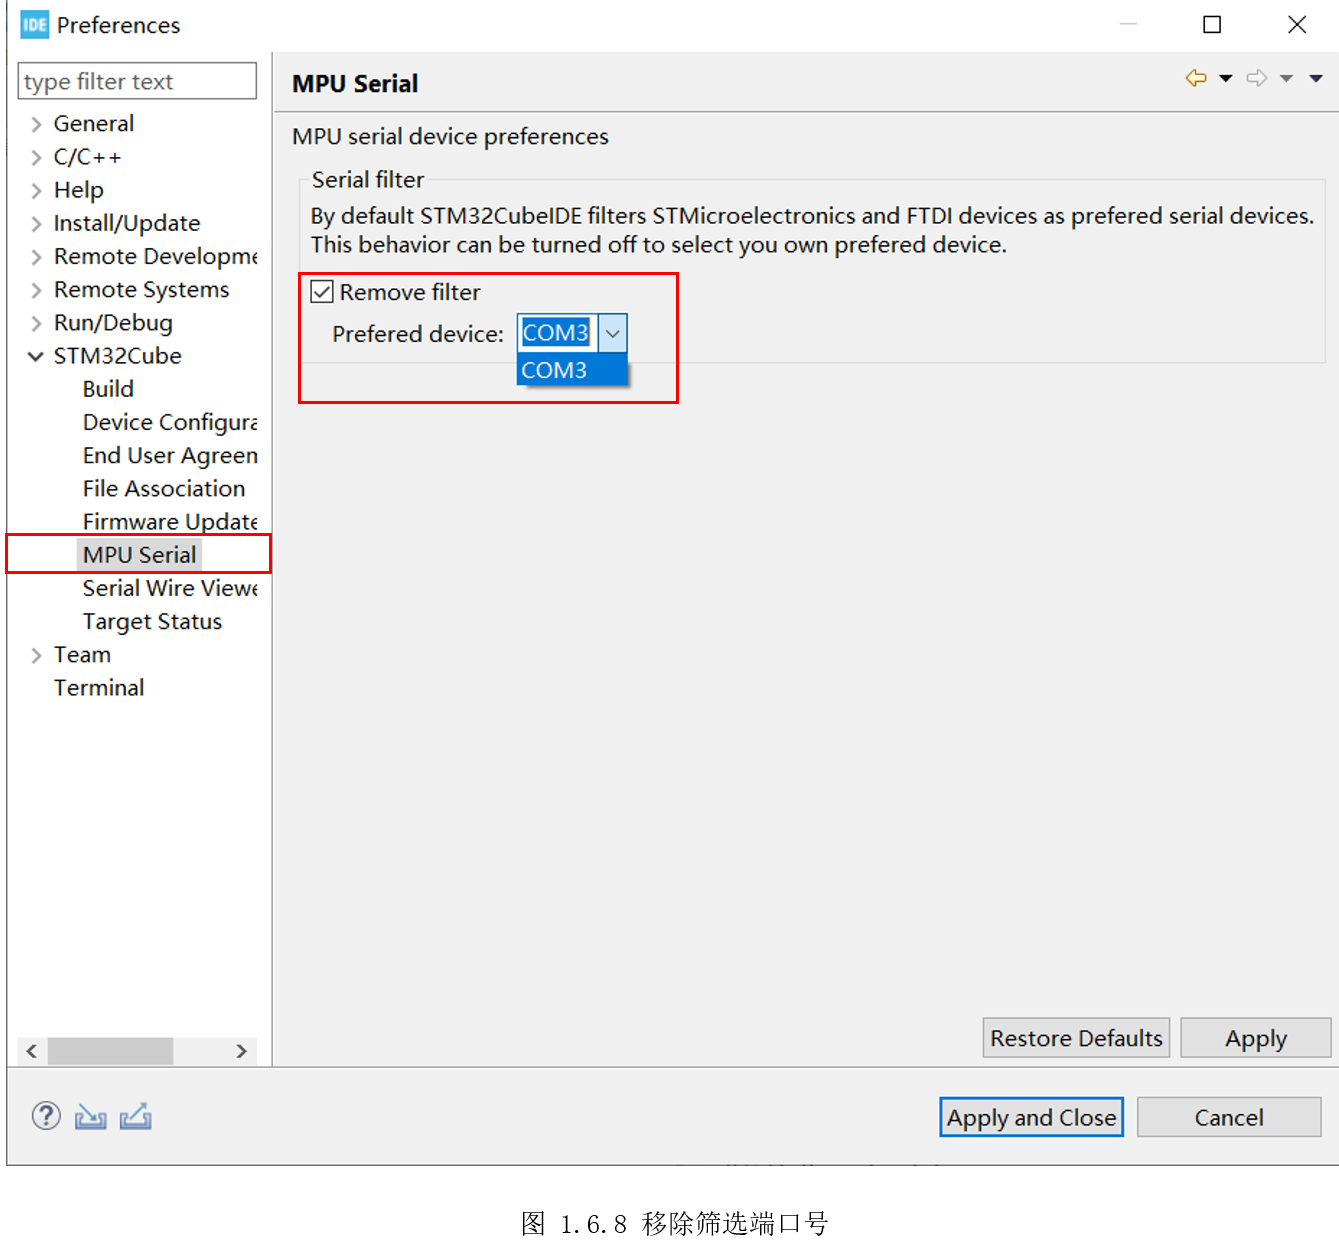 IDE Preferences
type filter text
General
C/C++
Help
Install/Update
Remote Developme
Remote Systems
Run/Debug
STM32Cube
Build
Device Configura
End User Agreem
File Association
Firmware Update
MPU Serial
Serial Wire Viewe
Target Status
Team
Terminal
MPU Serial
MPU serial device preferences
Serial filter
By default STM32CubeIDE filters STMicroelectronics and FTDI devices as prefered serial devices.
This behavior can be turned off to select you own prefered device.
Remove filter
Prefered device: COM3
COM3
Restore Defaults Apply
Apply and Close Cancel
图 1.6.8 移除筛选端口号